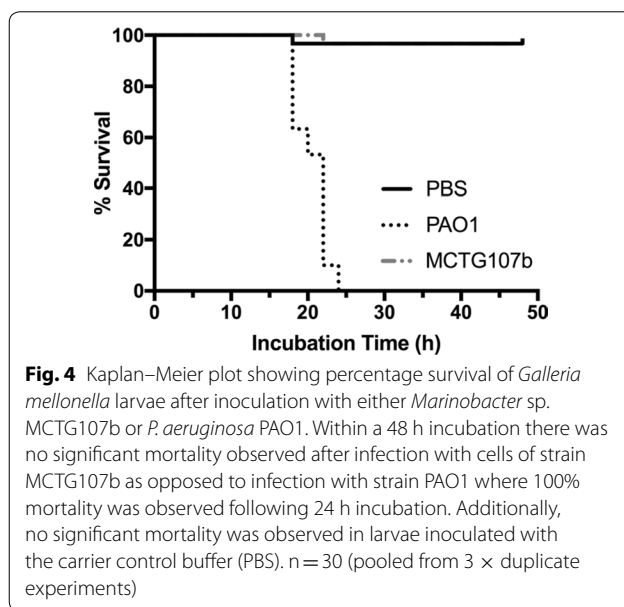 100
80
60
40
20
0
% Survival
PBS
PAO1
MCTG107b
0 10 20 30 40 50
Incubation Time (h)
Fig. 4 Kaplan–Meier plot showing percentage survival of Galleria
mellonella larvae after inoculation with either Marinobacter sp.
MCTG107b or P. aeruginosa PAO1. Within a 48 h incubation there was
no significant mortality observed after infection with cells of strain
MCTG107b as opposed to infection with strain PAO1 where 100%
mortality was observed following 24 h incubation. Additionally,
no significant mortality was observed in larvae inoculated with
the carrier control buffer (PBS). n = 30 (pooled from 3 × duplicate
experiments)